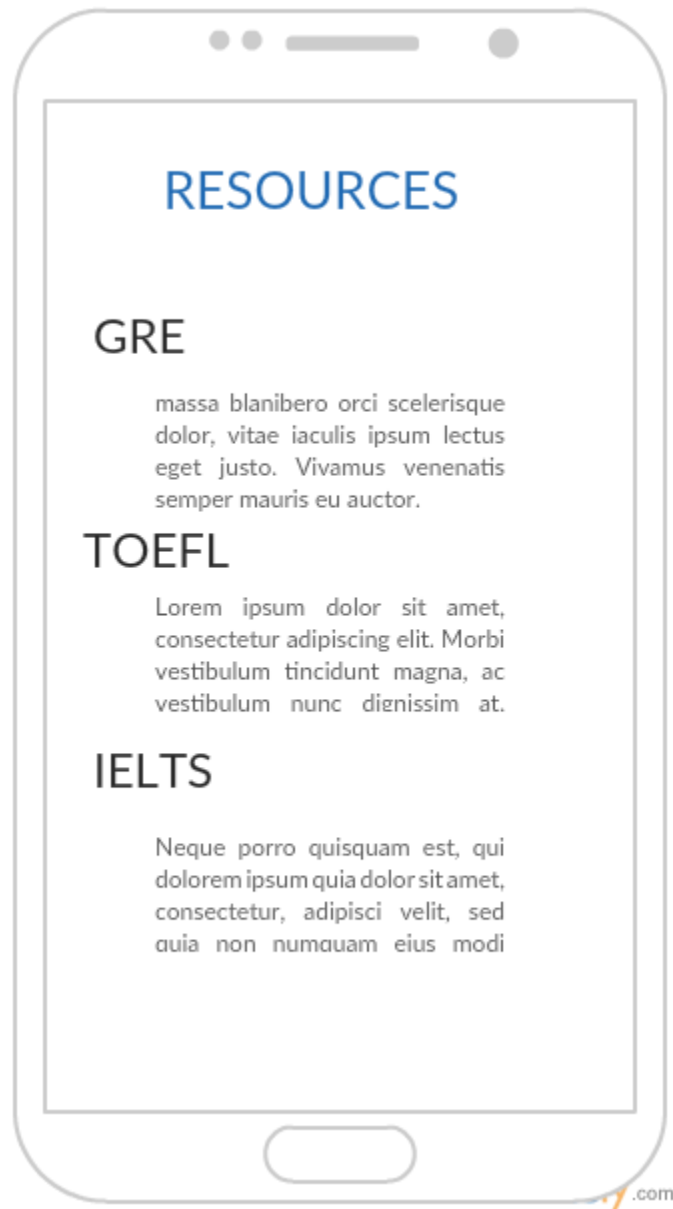 RESOURCES
GRE
massa blanibero orci scelerisque
dolor, vitae iaculis ipsum lectus
eget justo. Vivamus venenatis
semper mauris eu auctor.
TOEFL
Lorem ipsum dolor sit amet,
consectetur adipiscing elit. Morbi
vestibulum tincidunt magna, ac
vestibulum nunc dignissim at.
IELTS
Neque porro quisquam est, qui
dolorem ipsum quia dolor sit amet,
consectetur, adipisci velit, sed
quia non numquam eius modi
.com